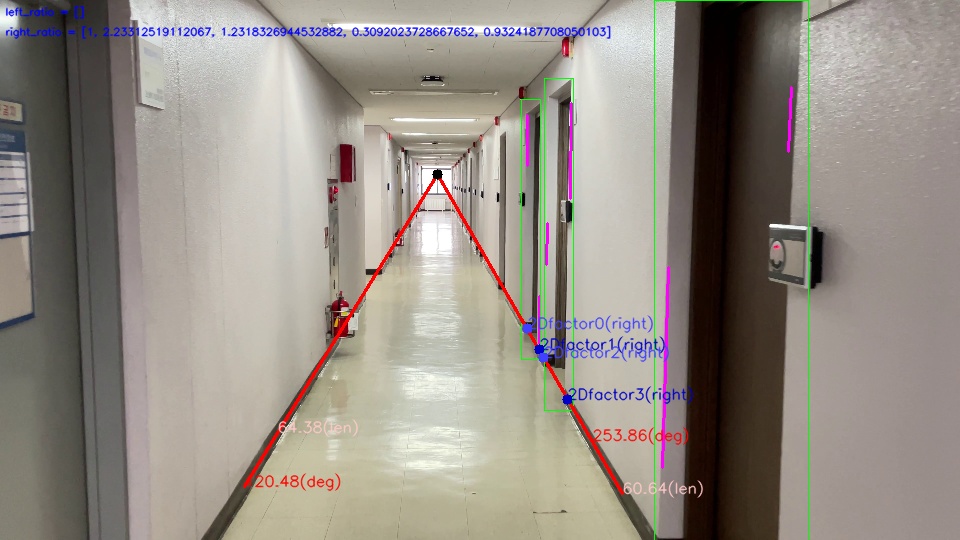 left_ratio = []
right_ratio = [1, 2.23312519112067, 1.2318326944532882, 0.3092023728667652, 0.9324187708050103]
2Dfactor0(right)
2Dfactor1(right)
2Dfactor2(right)
2Dfactor3(right)
64.38(len)
253.86(deg)
20.48(deg)
60.64(len)